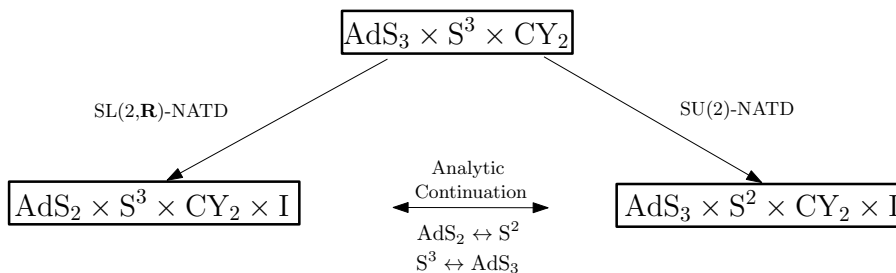 AdS₃ × S³ × CY₂
SL(2,R)-NATD
SU(2)-NATD
Analytic
Continuation
AdS₂ × S³ × CY₂ × I
AdS₃ × S² × CY₂ × I
AdS₂ ↔ S²
S³ ↔ AdS₃